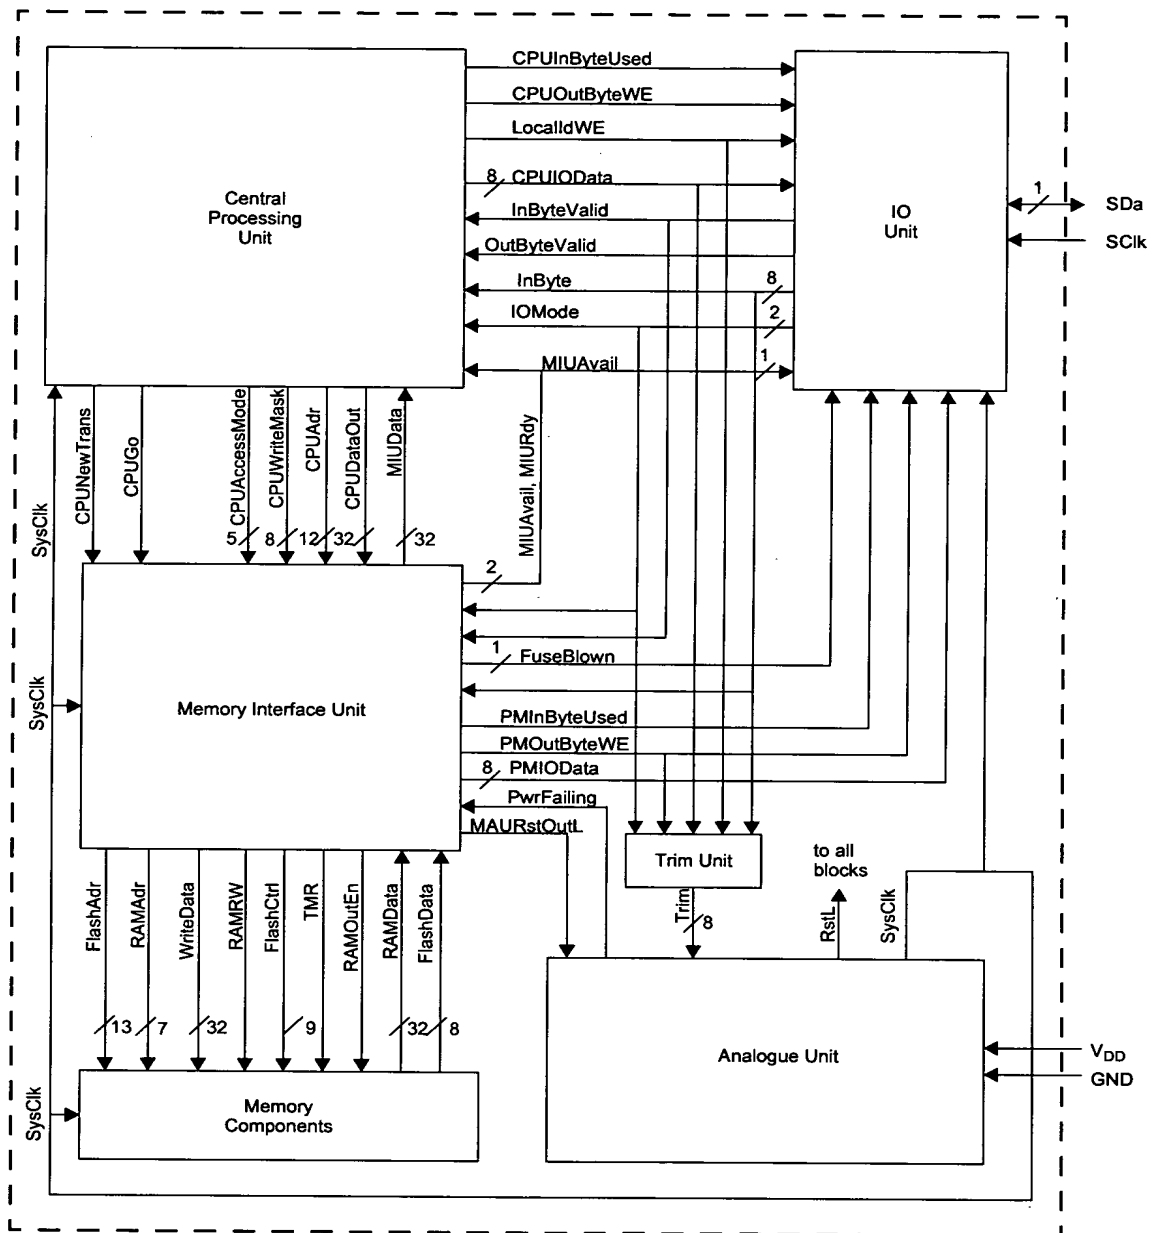 CPUInByteUsed
CPUOutByteWE
LocalIdWE
8 CPUIOData
InByteValid
OutByteValid
InByte
8
IOMode
2
MIUAvail
1
Central
Processing
Unit
IO
Unit
1
SDa
SClk
CPUNewTrans
CPUGo
CPUAccessMode
CPUWriteMask
CPUAdr
CPUDataOut
MIUData
MIUAvail, MIURdy
5
8
12
32
32
SysClk
2
1
FuseBlown
Memory Interface Unit
SysClk
PMInByteUsed
PMOutByteWE
8 PMIOData
PwrFailing
MAURstOutL
Trim Unit
to all
blocks
FlashAdr
RAMAdr
WriteData
RAMRW
FlashCtrl
TMR
RAMOutEn
RAMData
FlashData
Trim
8
RstL
SysClk
13
7
32
9
32
8
Analogue Unit
VDD
GND
Memory
Components
SysClk